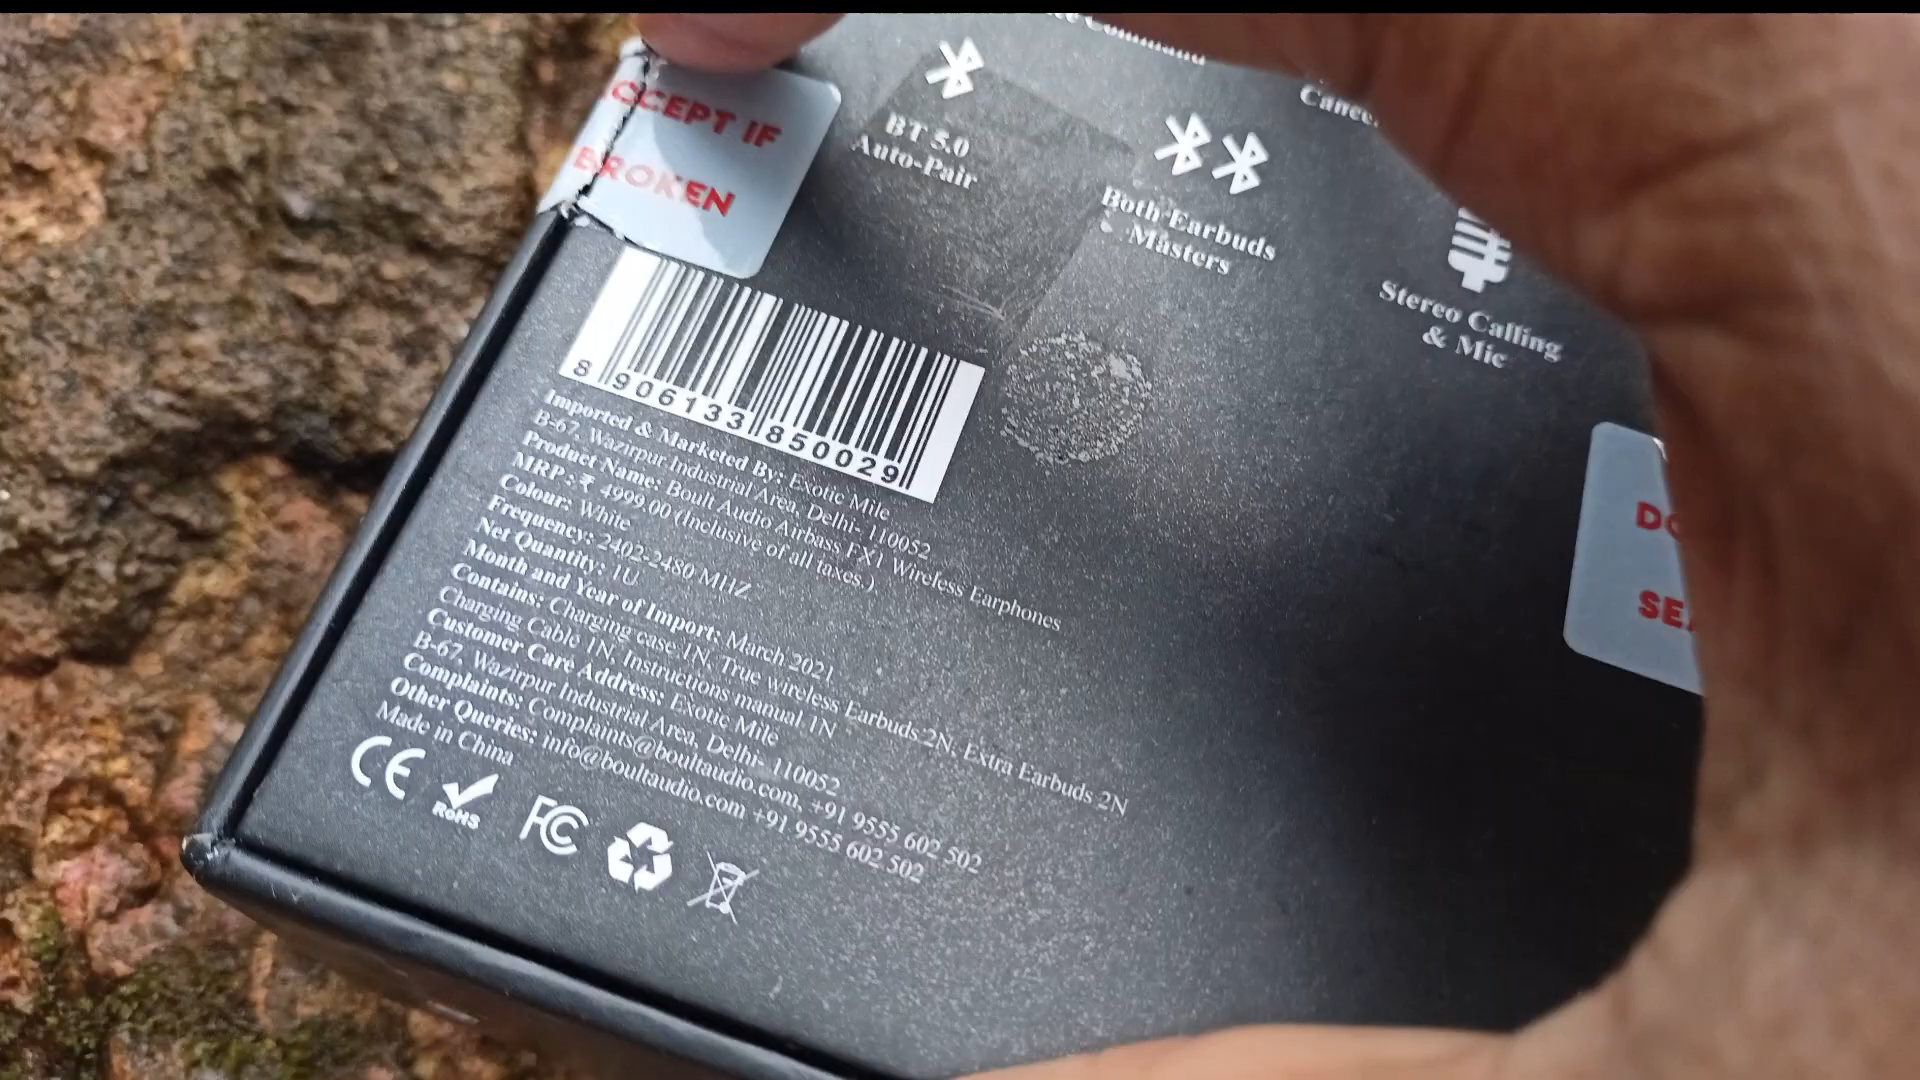 CCEPT IF
BROKEN
BT 5.0
Auto-Pair
Both Earbuds
Masters
Stereo Calling
& Mic
8 906133 850029
Imported & Marketed By: Exotic Mile
B-67, Wazirpur Industrial Area, Delhi- 110052
Product Name: Boult Audio Airbass FX1 Wireless Earphones
MRP : ₹ 4999.00 (Inclusive of all taxes.)
Colour: White
Frequency: 2402-2480 MHZ
Net Quantity: 1U
Month and Year of Import: March 2021
Contains: Charging case 1N, True wireless Earbuds 2N, Extra Earbuds 2N
Charging Cable 1N, Instructions manual 1N
Customer Care Address: Exotic Mile
B-67, Wazirpur Industrial Area, Delhi- 110052
Complaints: Complaints@boultaudio.com, +91 9555 602 502
Other Queries: info@boultaudio.com +91 9555 602 502
Made in China
CE
RoHS
FC